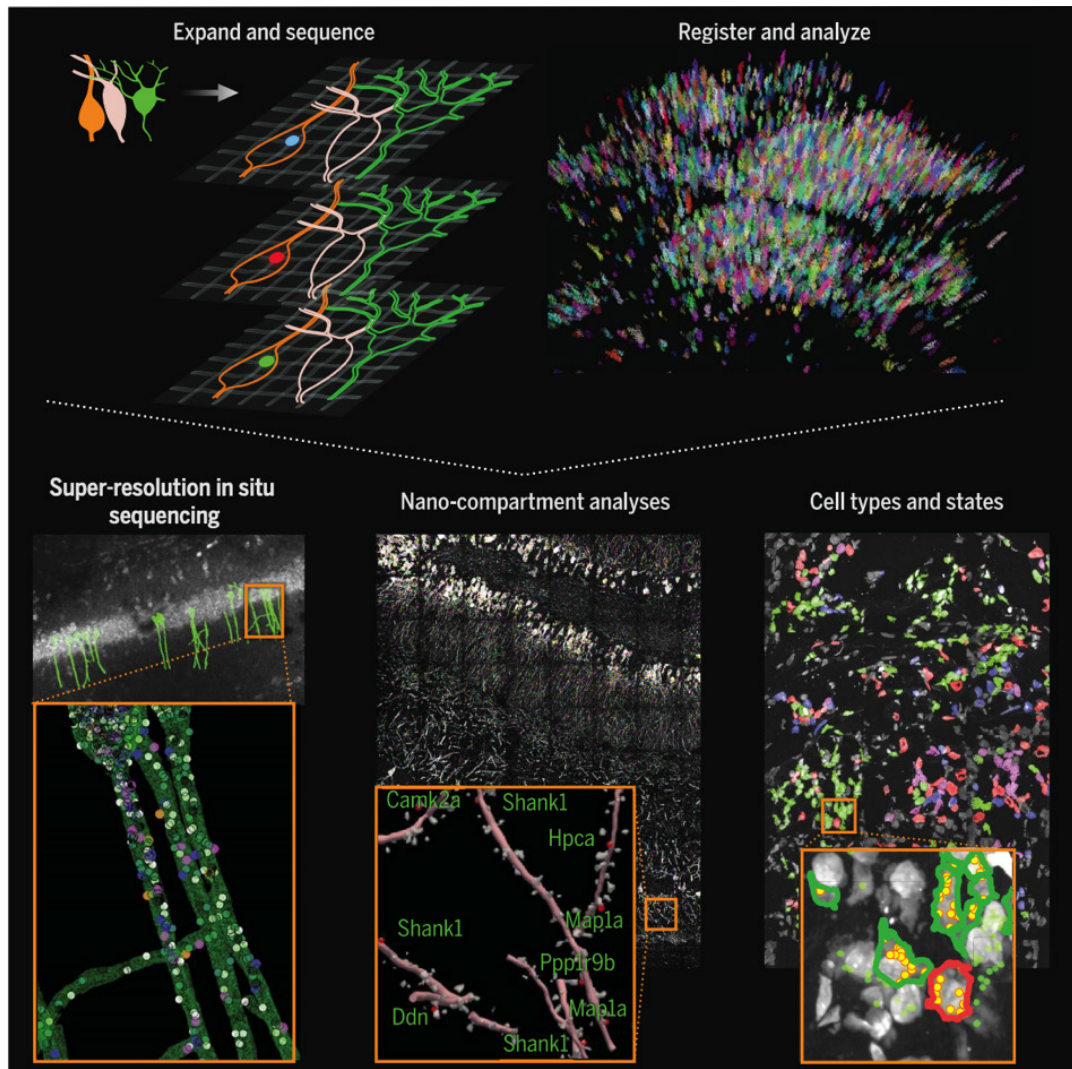 Expand and sequence
Register and analyze
Super-resolution in situ
sequencing
Nano-compartment analyses
Cell types and states
Camk2a
Shank1
Hpca
Shank1
Map1a
Ppp1r9b
Ddn
Map1a
Shank1